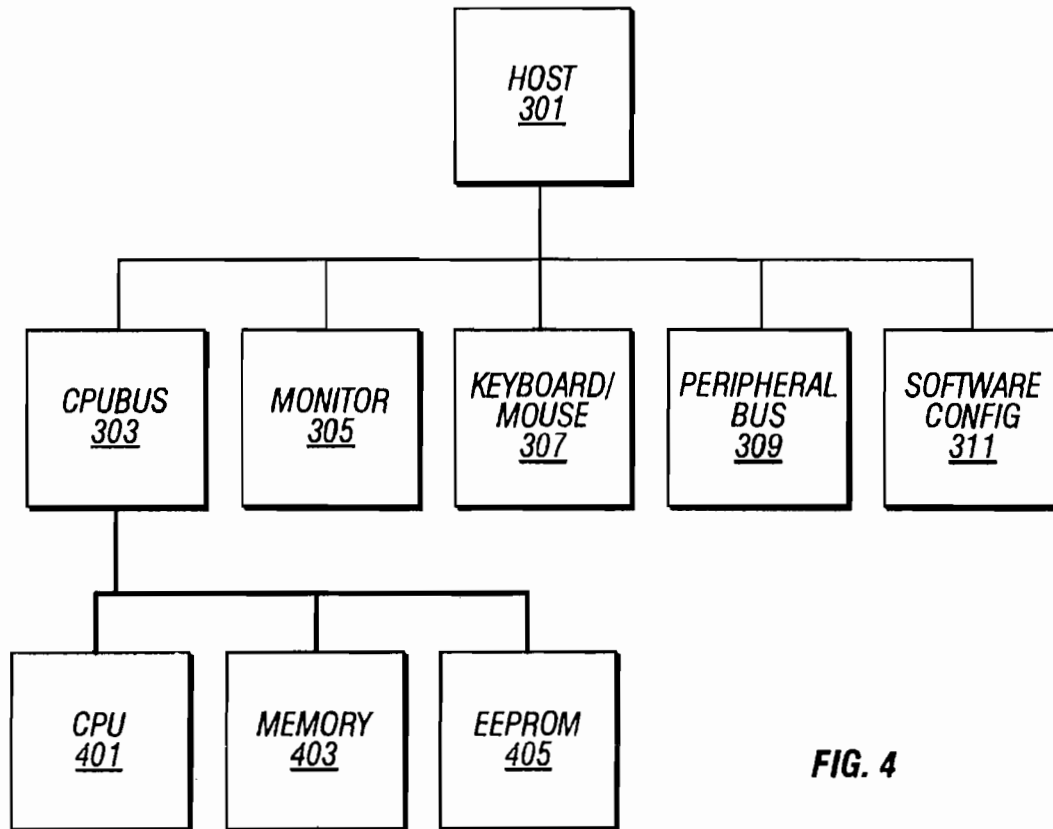 HOST
301
CPUBUS
303
MONITOR
305
KEYBOARD/
MOUSE
307
PERIPHERAL
BUS
309
SOFTWARE
CONFIG
311
CPU
401
MEMORY
403
EEPROM
405
FIG. 4